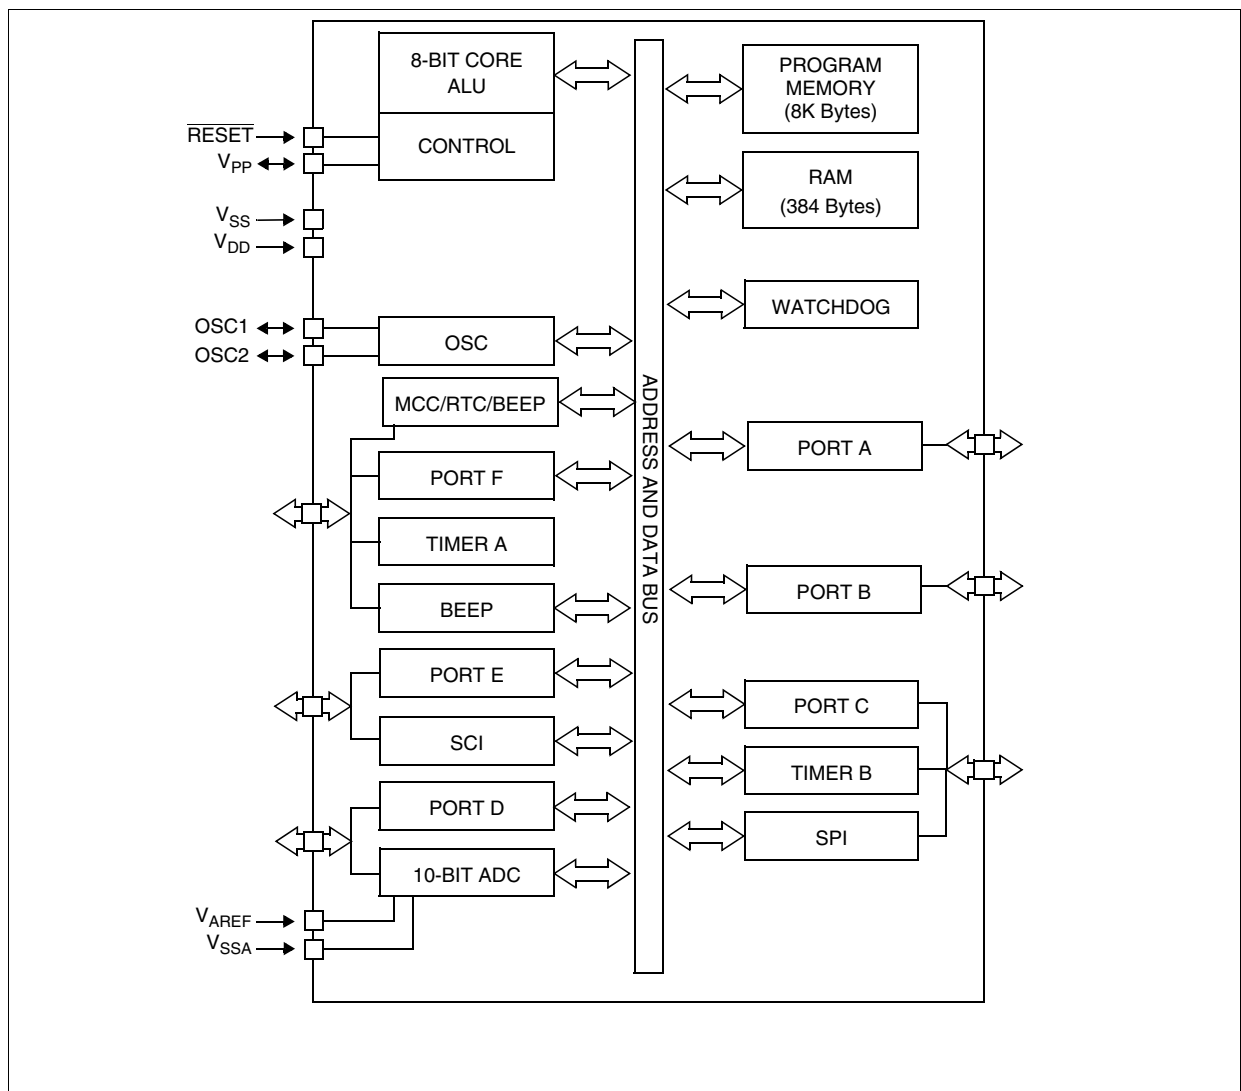 8-BIT CORE
ALU
CONTROL
RESET
VPP
VSS
VDD
OSC1
OSC2
OSC
MCC/RTC/BEEP
PORT F
TIMER A
BEEP
PORT E
SCI
PORT D
10-BIT ADC
VAREF
VSSA
ADDRESS AND DATA BUS
PROGRAM
MEMORY
(8K Bytes)
RAM
(384 Bytes)
WATCHDOG
PORT A
PORT B
PORT C
TIMER B
SPI